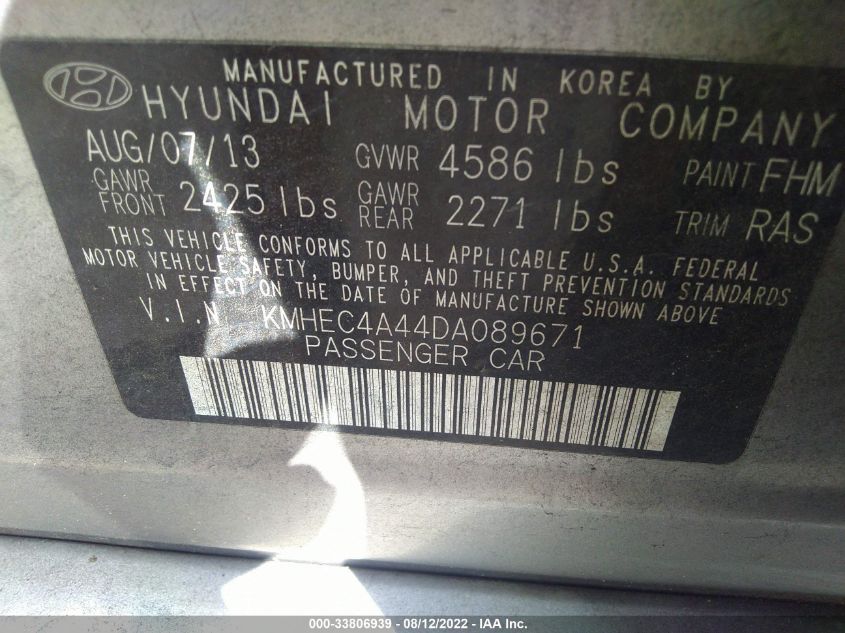 MANUFACTURED IN KOREA BY
HYUNDAI MOTOR COMPANY
AUG/07/13 GVWR 4586 lbs PAINT FHM
GAWR FRONT 2425 lbs GAWR REAR 2271 lbs TRIM RAS
THIS VEHICLE CONFORMS TO ALL APPLICABLE U.S.A. FEDERAL
MOTOR VEHICLE SAFETY, BUMPER, AND THEFT PREVENTION STANDARDS
IN EFFECT ON THE DATE OF MANUFACTURE SHOWN ABOVE
V.I.N KMHEC4A44DA089671
PASSENGER CAR
000-33806939 - 08/12/2022 - IAA Inc.